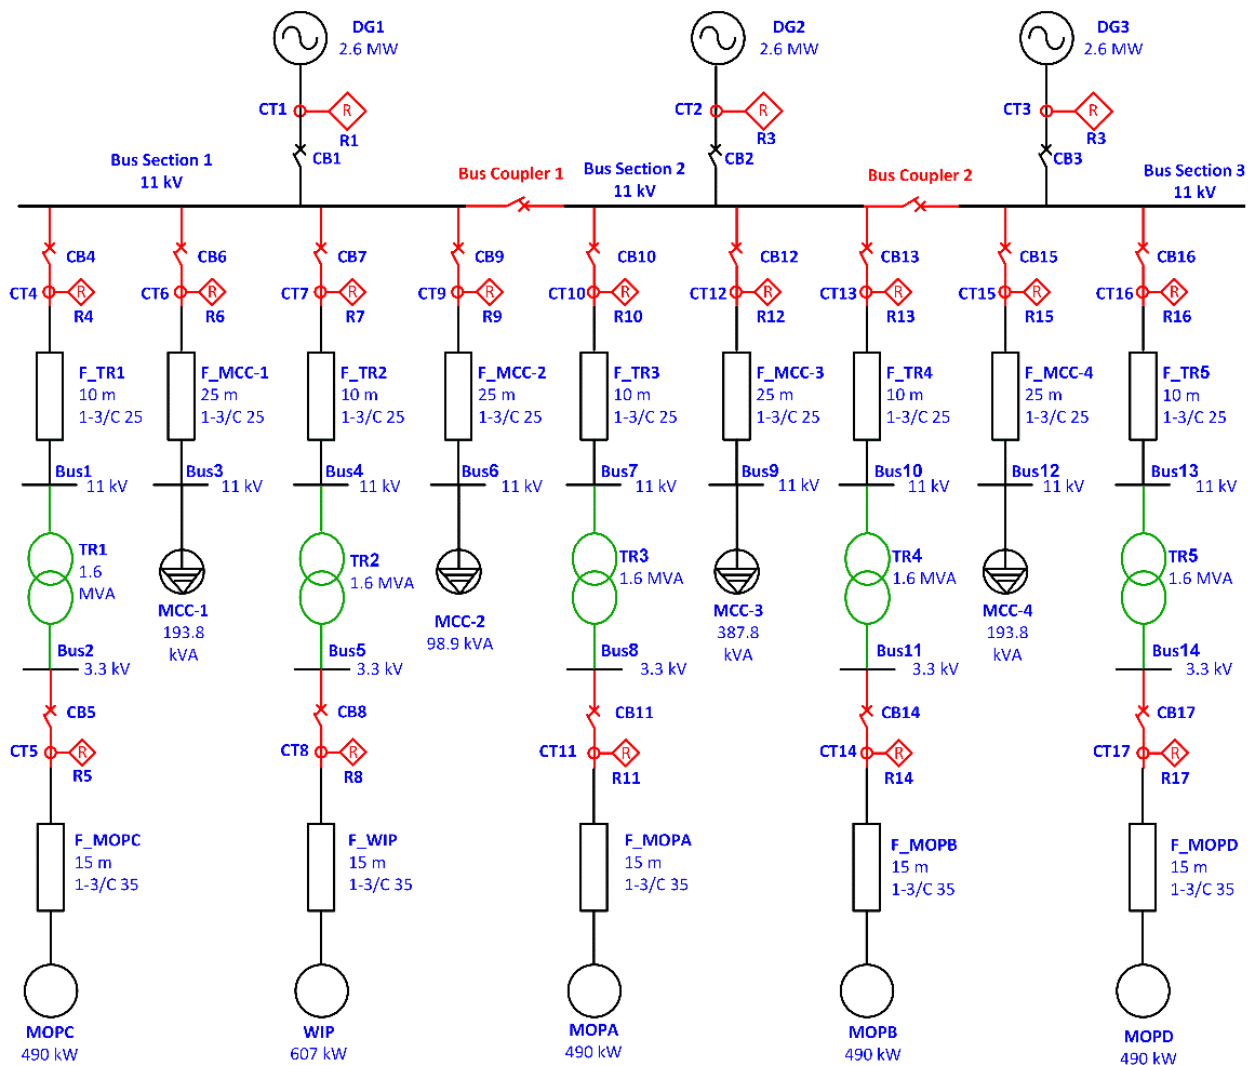 DG1
2.6 MW
DG2
2.6 MW
DG3
2.6 MW
CT1
R
R1
CT2
R
R3
CT3
R
R3
CB1
CB2
CB3
Bus Section 1
11 kV
Bus Coupler 1
Bus Section 2
11 kV
Bus Coupler 2
Bus Section 3
11 kV
CB4
CB6
CB7
CB9
CB10
CB12
CB13
CB15
CB16
CT4
R
CT6
R
CT7
R
CT9
R
CT10
R
CT12
R
CT13
R
CT15
R
CT16
R
R4
R6
R7
R9
R10
R12
R13
R15
R16
F_TR1
10 m
1-3/C 25
F_MCC-1
25 m
1-3/C 25
F_TR2
10 m
1-3/C 25
F_MCC-2
25 m
1-3/C 25
F_TR3
10 m
1-3/C 25
F_MCC-3
25 m
1-3/C 25
F_TR4
10 m
1-3/C 25
F_MCC-4
25 m
1-3/C 25
F_TR5
10 m
1-3/C 25
Bus1
11 kV
Bus3
11 kV
Bus4
11 kV
Bus6
11 kV
Bus7
11 kV
Bus9
11 kV
Bus10
11 kV
Bus12
11 kV
Bus13
11 kV
TR1
1.6
MVA
MCC-1
193.8
kVA
TR2
1.6 MVA
MCC-2
98.9 kVA
TR3
1.6 MVA
MCC-3
387.8
kVA
TR4
1.6 MVA
MCC-4
193.8
kVA
TR5
1.6 MVA
Bus2
3.3 kV
Bus5
3.3 kV
Bus8
3.3 kV
Bus11
3.3 kV
Bus14
3.3 kV
CB5
CB8
CB11
CB14
CB17
CT5
R
CT8
R
CT11
R
CT14
R
CT17
R
R5
R8
R11
R14
R17
F_MOPC
15 m
1-3/C 35
F_WIP
15 m
1-3/C 35
F_MOPA
15 m
1-3/C 35
F_MOPB
15 m
1-3/C 35
F_MOPD
15 m
1-3/C 35
MOPC
490 kW
WIP
607 kW
MOPA
490 kW
MOPB
490 kW
MOPD
490 kW